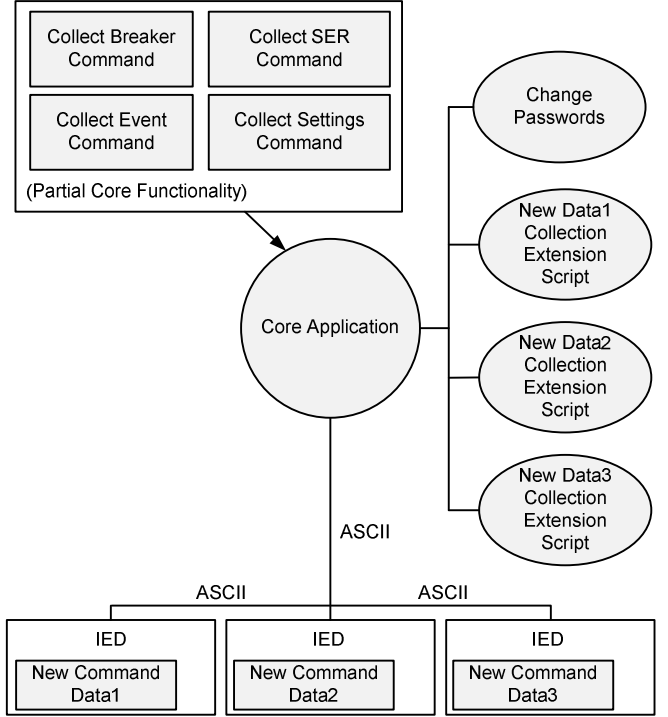 Collect Breaker
Command
Collect SER
Command
Collect Event
Command
Collect Settings
Command
(Partial Core Functionality)
Core Application
Change
Passwords
New Data1
Collection
Extension
Script
New Data2
Collection
Extension
Script
New Data3
Collection
Extension
Script
ASCII
ASCII
ASCII
IED
New Command
Data1
IED
New Command
Data2
IED
New Command
Data3